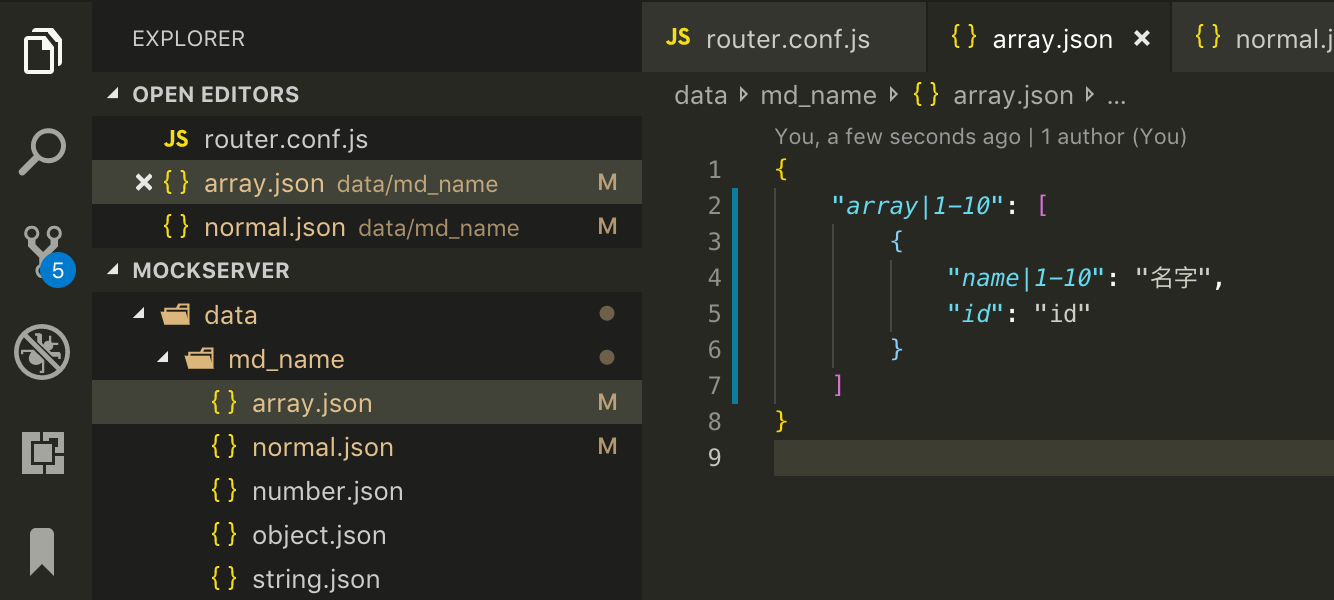 EXPLORER
OPEN EDITORS
JS router.conf.js
{} array.json data/md_name M
{} normal.json data/md_name M
5
MOCKSERVER
data
md_name
{} array.json M
{} normal.json M
{} number.json
{} object.json
{} string.json
JS router.conf.js
{} array.json
{} normal.j
data md_name {} array.json ...
You, a few seconds ago | 1 author (You)
1 {
2 "array|1-10": [
3 {
4 "name|1-10": "名字",
5 "id": "id"
6 }
7 ]
8 }
9